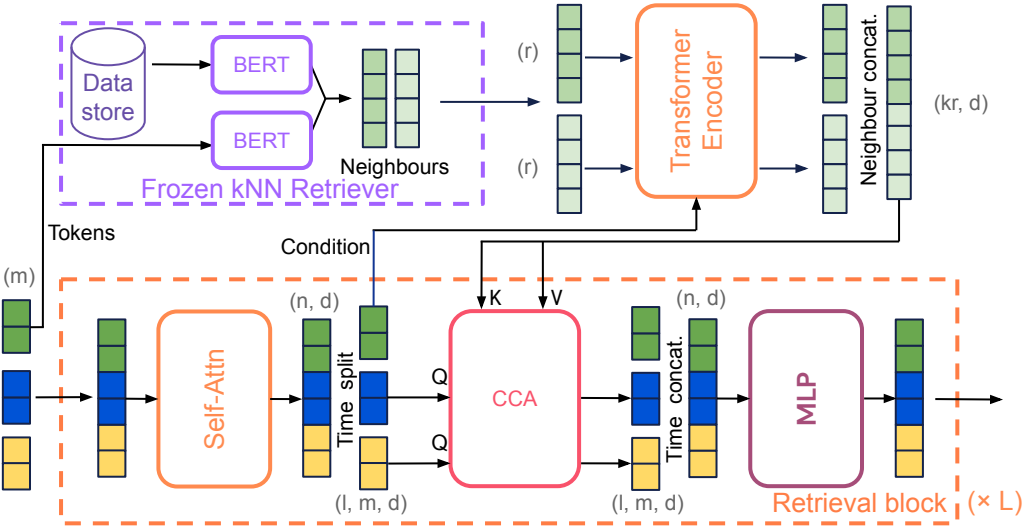 Data
store
BERT
BERT
Neighbours
Frozen kNN Retriever
(r)
(r)
Transformer
Encoder
Neighbour concat.
(kr, d)
Tokens
Condition
(m)
(n, d)
K
V
(n, d)
Self-Attn
Time split
Q
Q
CCA
Time concat.
MLP
(l, m, d)
(l, m, d)
Retrieval block
(× L)